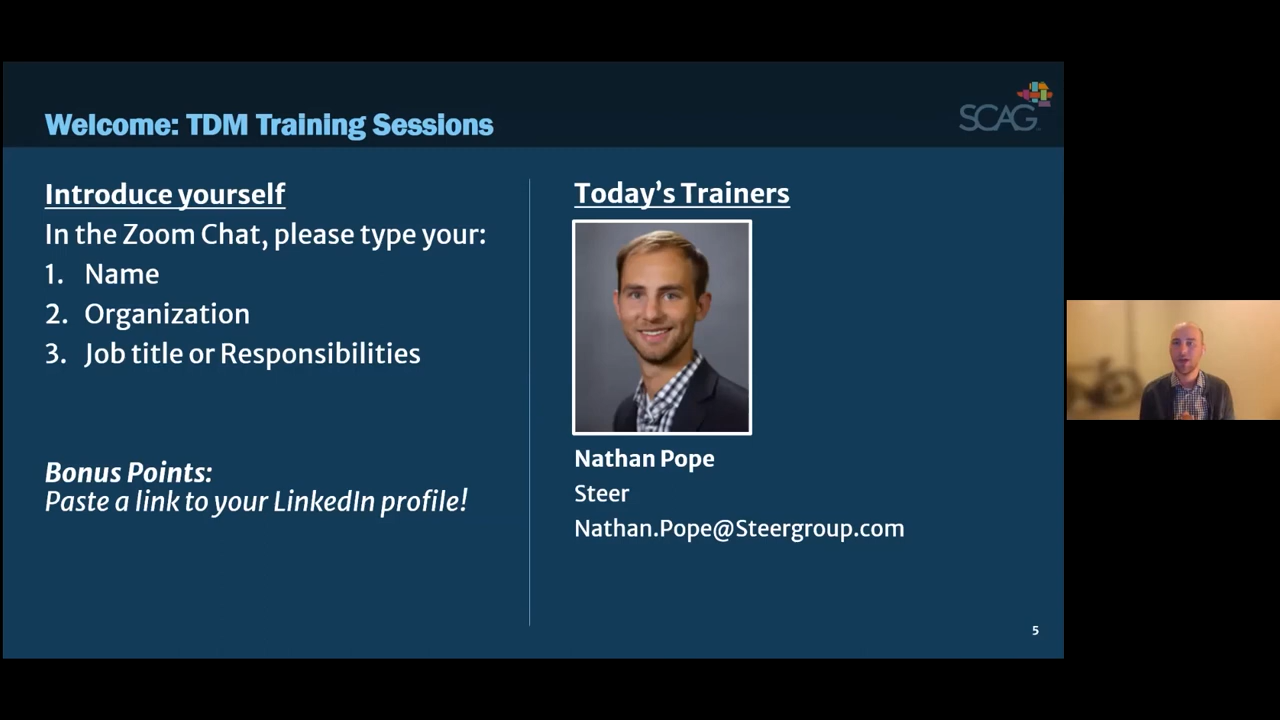 Welcome: TDM Training Sessions
SCAG
Introduce yourself
In the Zoom Chat, please type your:
1. Name
2. Organization
3. Job title or Responsibilities
Bonus Points:
Paste a link to your LinkedIn profile!
Today’s Trainers
Nathan Pope
Steer
Nathan.Pope@Steergroup.com
5